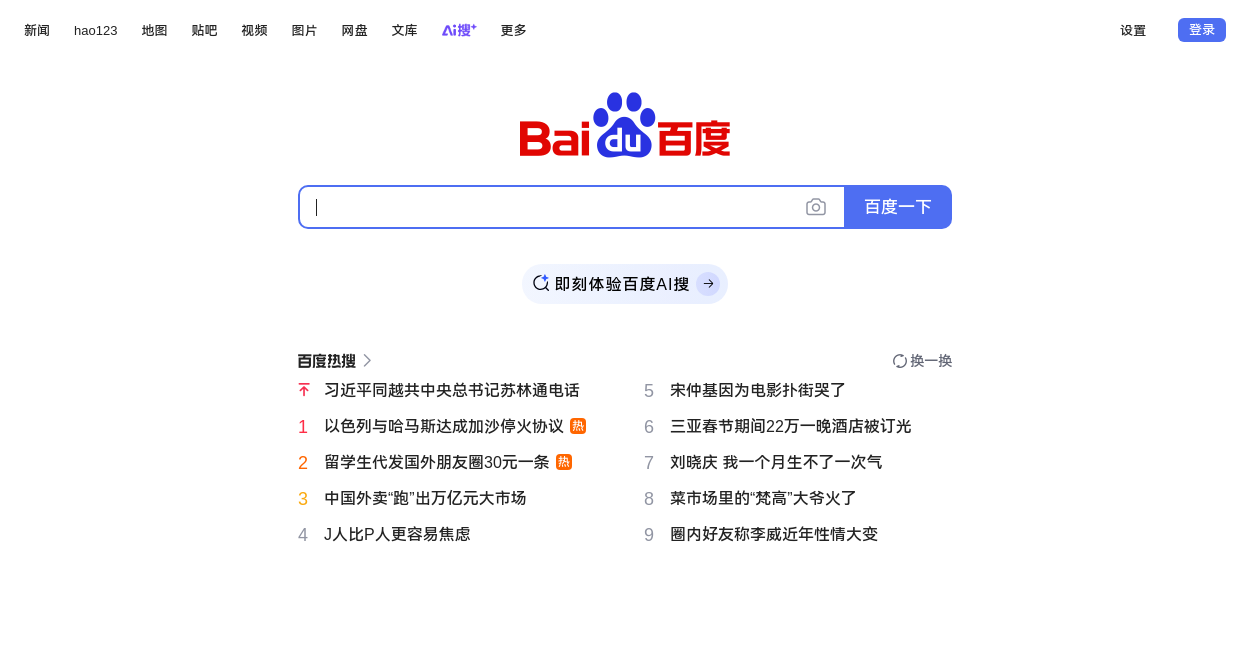 新闻 hao123 地图 贴吧 视频 图片 网盘 文库 Ai搜+ 更多 设置 登录
Bai du 百度
百度一下
即刻体验百度AI搜
百度热搜 换一换
习近平同越共中央总书记苏林通电话
1 以色列与哈马斯达成加沙停火协议 热
2 留学生代发国外朋友圈30元一条 热
3 中国外卖“跑”出万亿元大市场
4 J人比P人更容易焦虑
5 宋仲基因为电影扑街哭了
6 三亚春节期间22万一晚酒店被订光
7 刘晓庆 我一个月生不了一次气
8 菜市场里的“梵高”大爷火了
9 圈内好友称李威近年性情大变